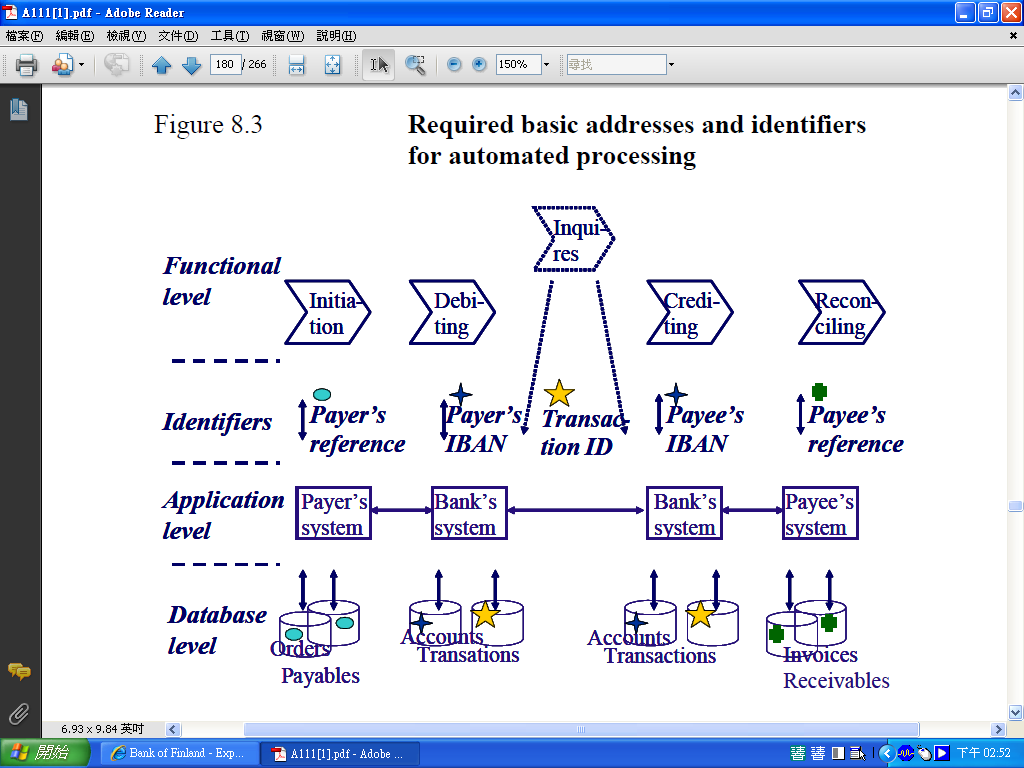 A111[1].pdf - Adobe Reader
檔案(F) 編輯(E) 檢視(V) 文件(D) 工具(T) 視窗(W) 說明(H)
180 / 266 150% 尋找
Figure 8.3
Required basic addresses and identifiers
for automated processing
Inqui-
res
Functional
level
Initia-
tion
Debi-
ting
Credi-
ting
Recon-
ciling
Identifiers
Payer's
reference
Payer's
IBAN
Transac-
tion ID
Payee's
IBAN
Payee's
reference
Application
level
Payer's
system
Bank's
system
Bank's
system
Payee's
system
Database
level
Orders
Payables
Accounts
Transations
Accounts
Transactions
Invoices
Receivables
6.93 x 9.84 英吋
開始
Bank of Finland - Exp...
A111[1].pdf - Adobe ...
下午 02:52